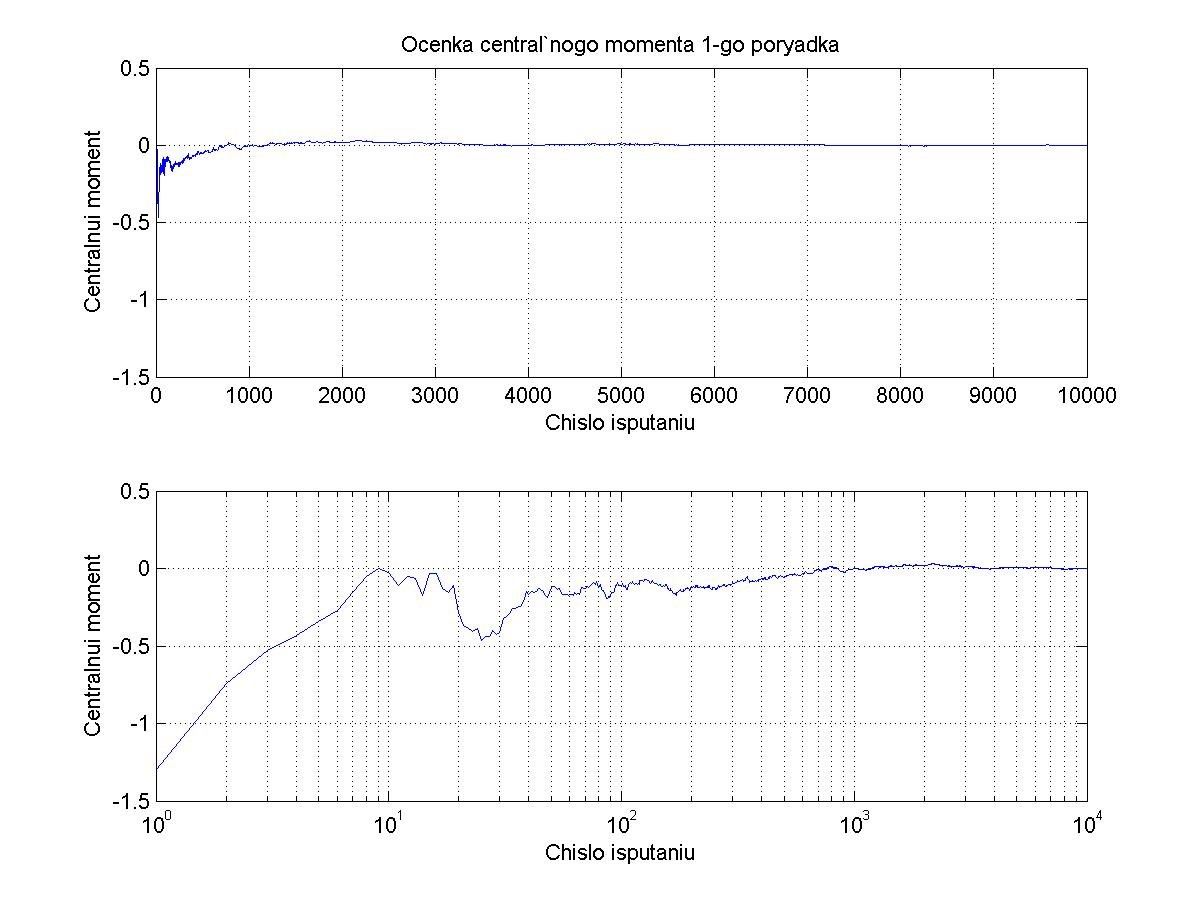 Ocenka central`nogo momenta 1-go poryadka
0.5
0
-0.5
-1
-1.5
Centralnui moment
0 1000 2000 3000 4000 5000 6000 7000 8000 9000 10000
Chislo isputaniu
0.5
0
-0.5
-1
-1.5
Centralnui moment
10^0 10^1 10^2 10^3 10^4
Chislo isputaniu